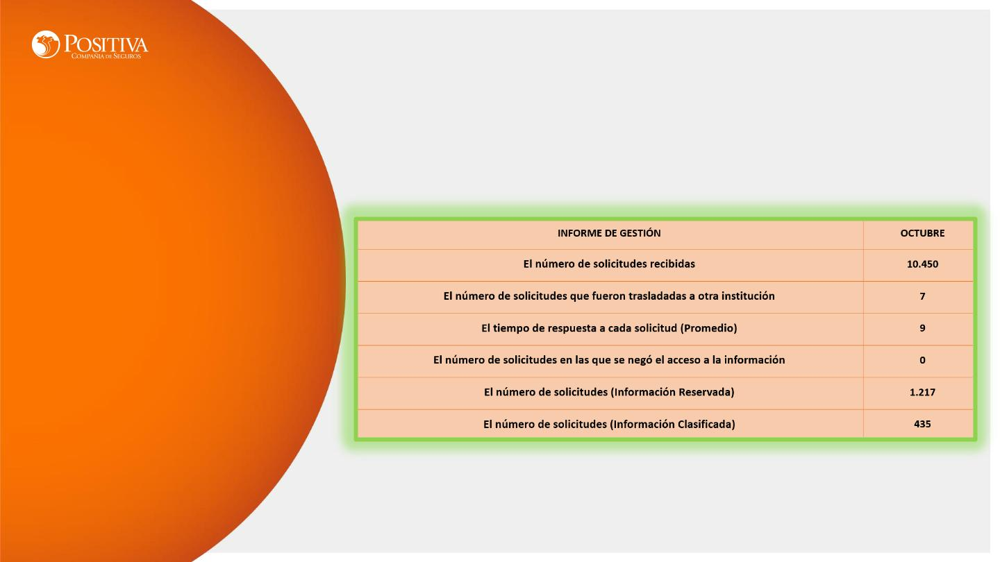 POSITIVA
COMPAÑIA DE SEGUROS
INFORME DE GESTIÓN OCTUBRE
El número de solicitudes recibidas 10.450
El número de solicitudes que fueron trasladadas a otra institución 7
El tiempo de respuesta a cada solicitud (Promedio) 9
El número de solicitudes en las que se negó el acceso a la información 0
El número de solicitudes (Información Reservada) 1.217
El número de solicitudes (Información Clasificada) 435